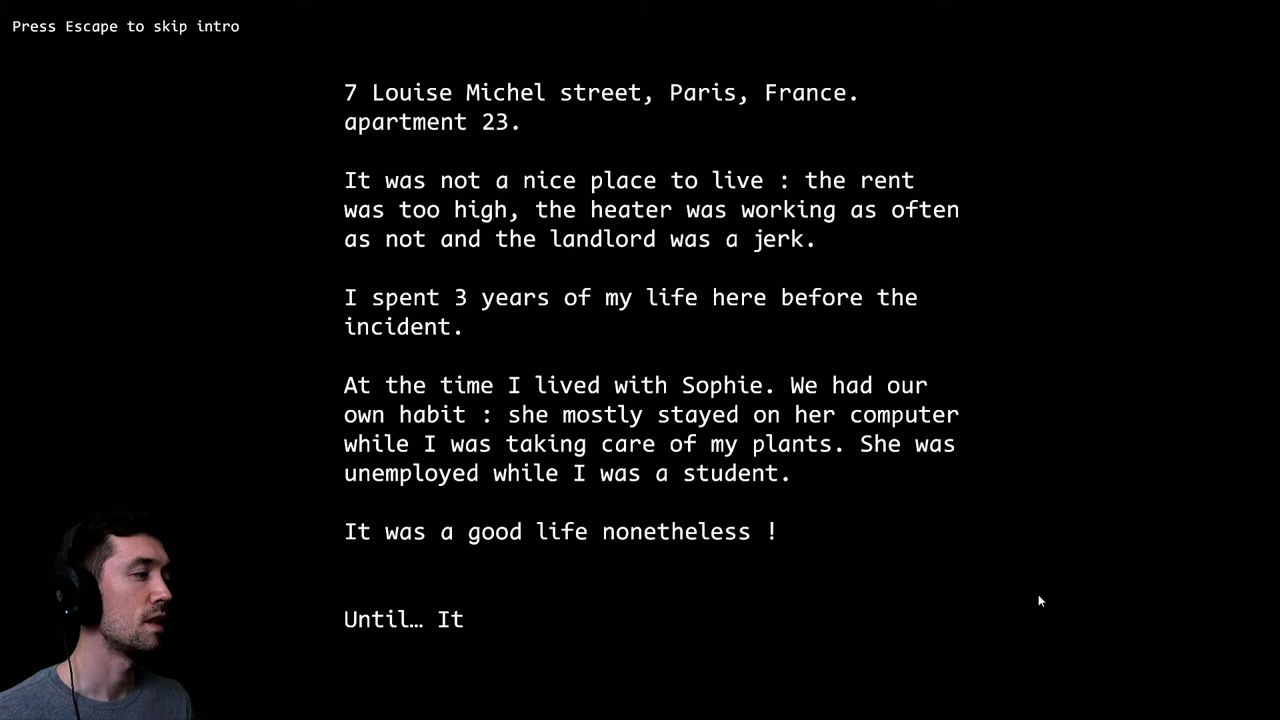 Press Escape to skip intro
7 Louise Michel street, Paris, France.
apartment 23.
It was not a nice place to live : the rent
was too high, the heater was working as often
as not and the landlord was a jerk.
I spent 3 years of my life here before the
incident.
At the time I lived with Sophie. We had our
own habit : she mostly stayed on her computer
while I was taking care of my plants. She was
unemployed while I was a student.
It was a good life nonetheless !
Until… It